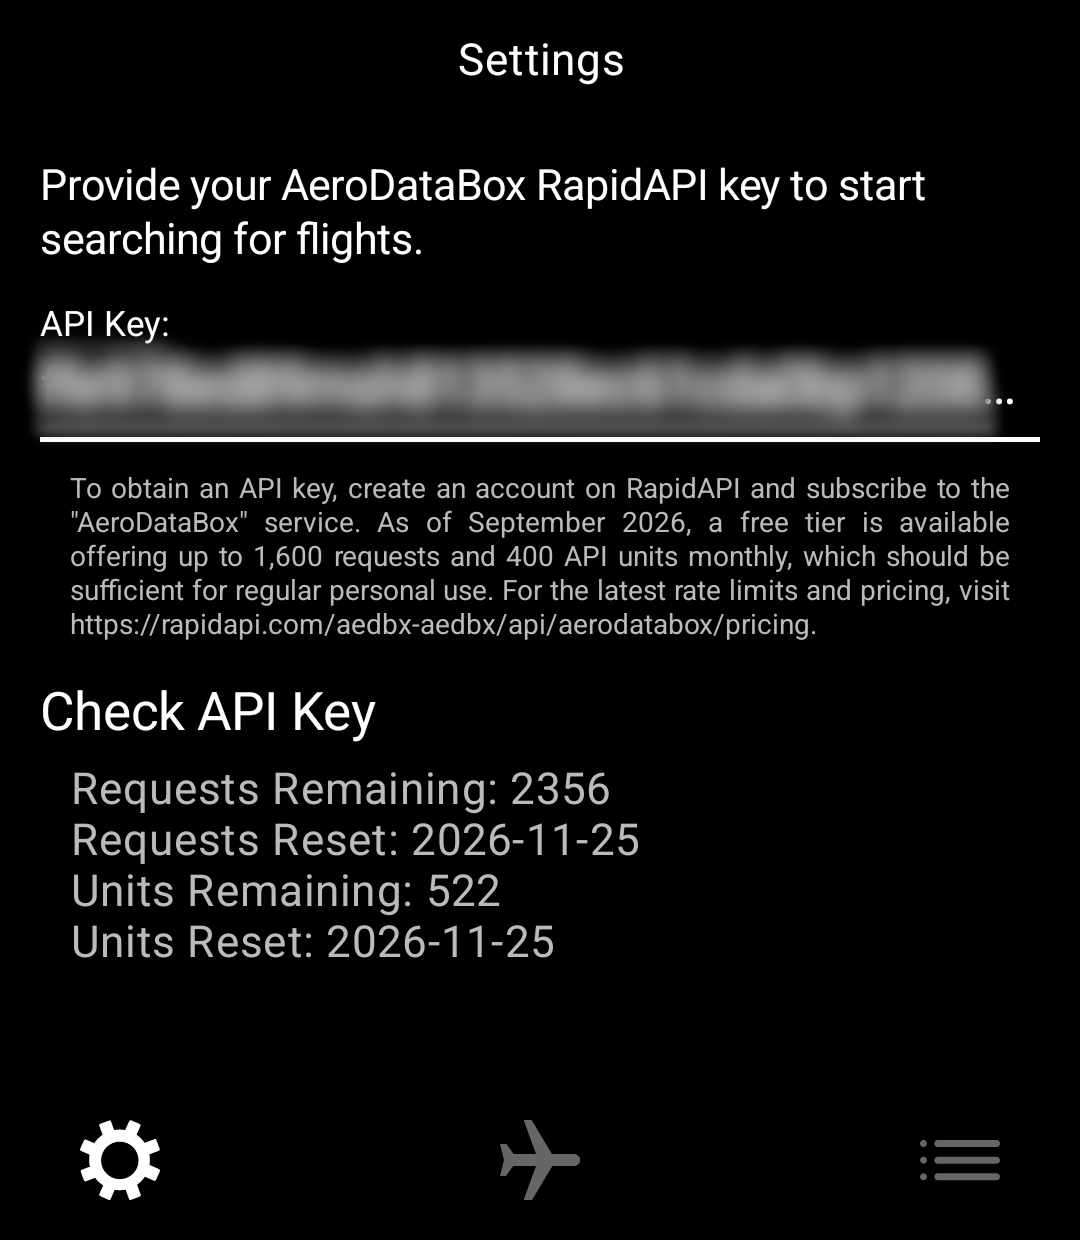 Settings
Provide your AeroDataBox RapidAPI key to start
searching for flights.
API Key:
...
To obtain an API key, create an account on RapidAPI and subscribe to the
"AeroDataBox" service. As of September 2026, a free tier is available
offering up to 1,600 requests and 400 API units monthly, which should be
sufficient for regular personal use. For the latest rate limits and pricing, visit
https://rapidapi.com/aedbx-aedbx/api/aerodatabox/pricing.
Check API Key
Requests Remaining: 2356
Requests Reset: 2026-11-25
Units Remaining: 522
Units Reset: 2026-11-25